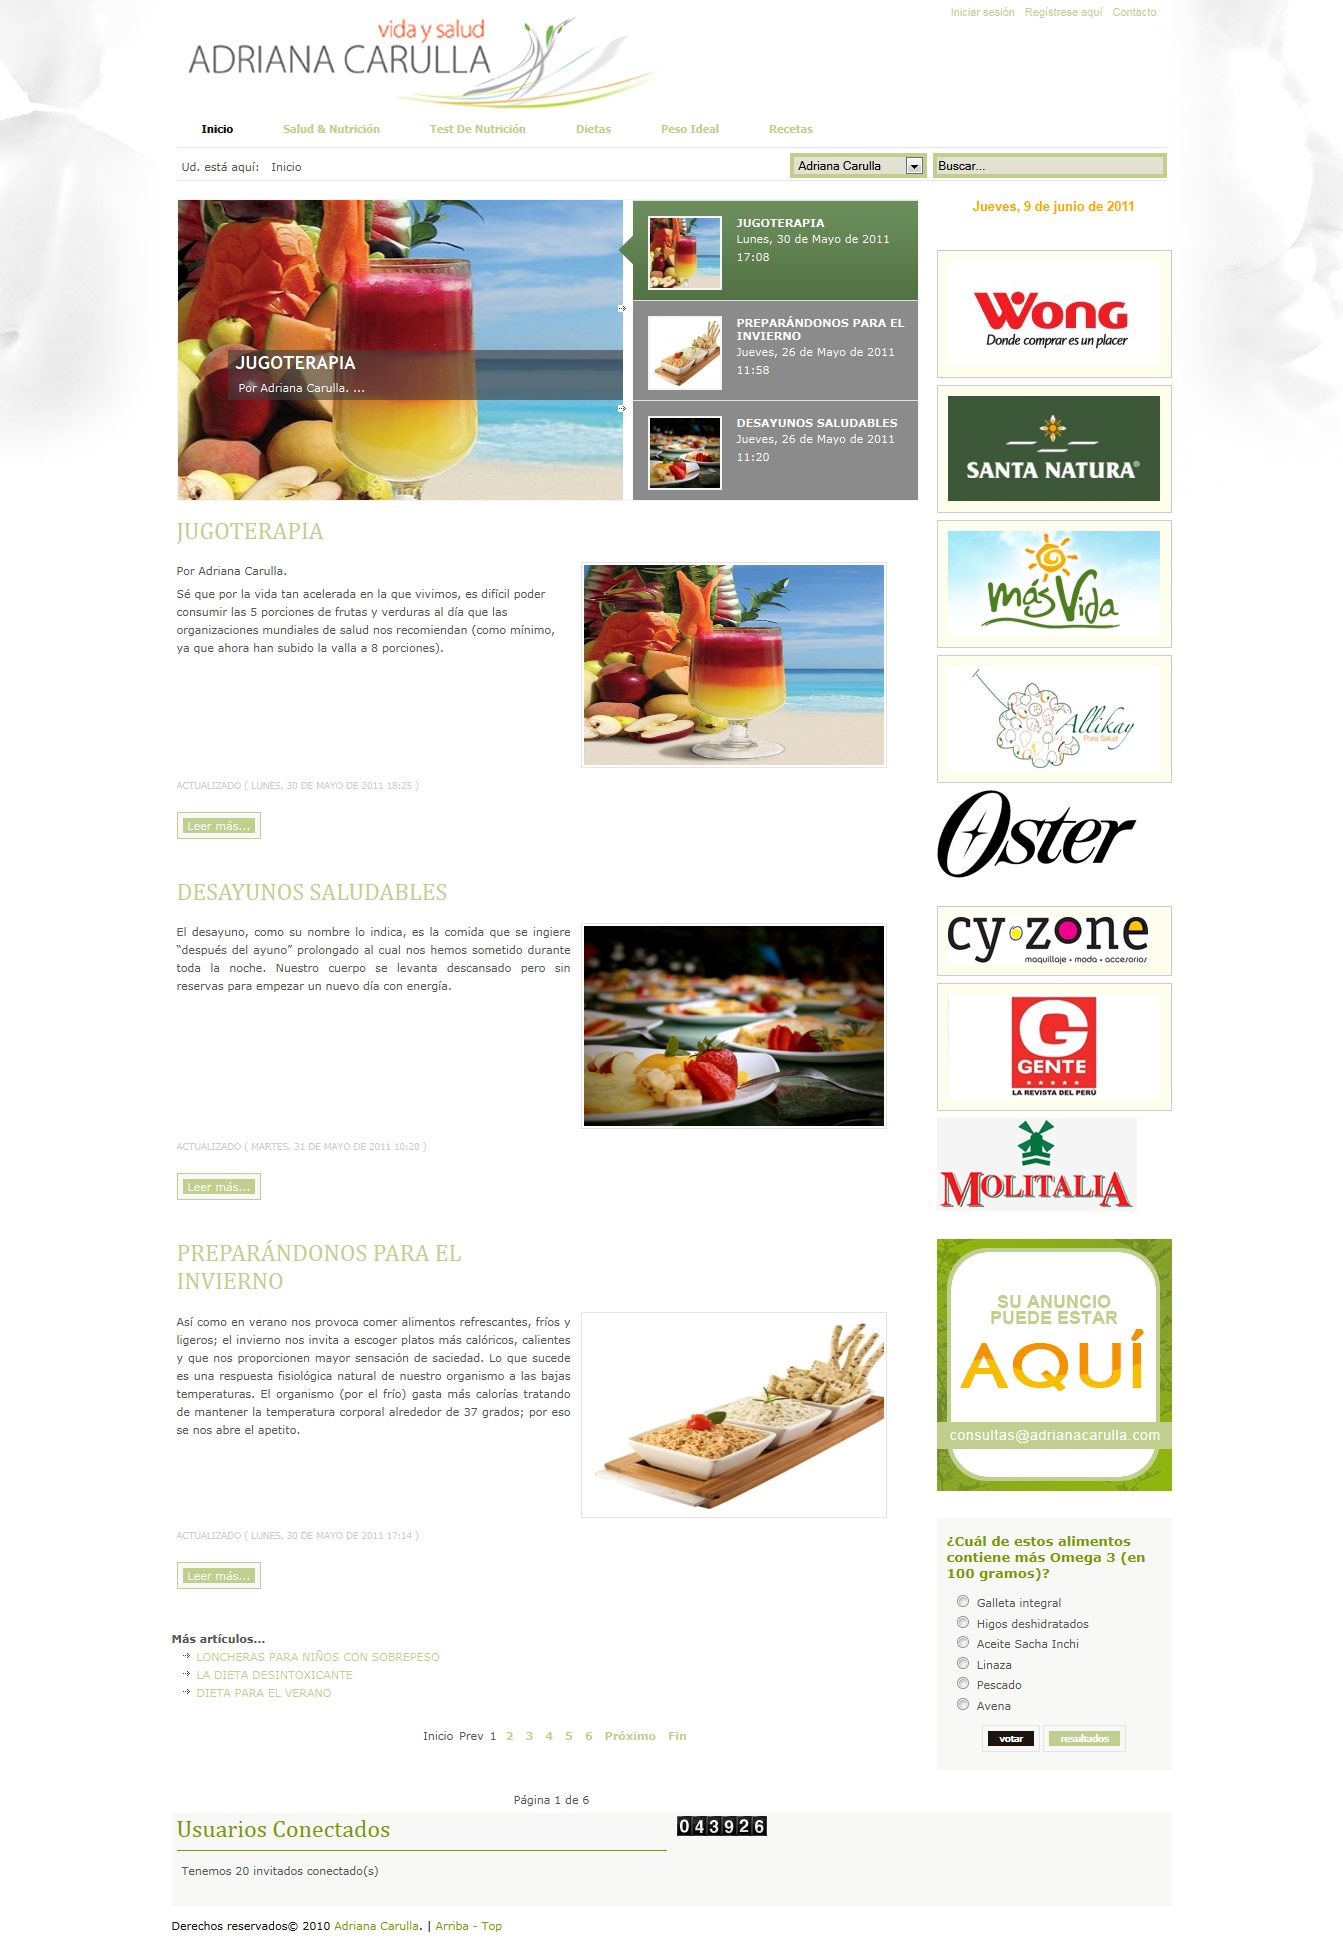 Iniciar sesión Regístrese aquí Contacto
vida y salud
ADRIANA CARULLA
Inicio Salud & Nutrición Test De Nutrición Dietas Peso Ideal Recetas
Ud. está aquí: Inicio
Adriana Carulla
Buscar...
JUGOTERAPIA
Por Adriana Carulla. ...
JUGOTERAPIA
Lunes, 30 de Mayo de 2011
17:08
PREPARÁNDONOS PARA EL
INVIERNO
Jueves, 26 de Mayo de 2011
11:58
DESAYUNOS SALUDABLES
Jueves, 26 de Mayo de 2011
11:20
JUGOTERAPIA
Por Adriana Carulla.
Sé que por la vida tan acelerada en la que vivimos, es difícil poder
consumir las 5 porciones de frutas y verduras al día que las
organizaciones mundiales de salud nos recomiendan (como mínimo,
ya que ahora han subido la valla a 8 porciones).
ACTUALIZADO ( LUNES, 30 DE MAYO DE 2011 18:25 )
Leer más...
DESAYUNOS SALUDABLES
El desayuno, como su nombre lo indica, es la comida que se ingiere
“después del ayuno” prolongado al cual nos hemos sometido durante
toda la noche. Nuestro cuerpo se levanta descansado pero sin
reservas para empezar un nuevo día con energía.
ACTUALIZADO ( MARTES, 31 DE MAYO DE 2011 10:20 )
Leer más...
PREPARÁNDONOS PARA EL
INVIERNO
Así como en verano nos provoca comer alimentos refrescantes, fríos y
ligeros; el invierno nos invita a escoger platos más calóricos, calientes
y que nos proporcionen mayor sensación de saciedad. Lo que sucede
es una respuesta fisiológica natural de nuestro organismo a las bajas
temperaturas. El organismo (por el frío) gasta más calorías tratando
de mantener la temperatura corporal alrededor de 37 grados; por eso
se nos abre el apetito.
ACTUALIZADO ( LUNES, 30 DE MAYO DE 2011 17:14 )
Leer más...
Más artículos...
LONCHERAS PARA NIÑOS CON SOBREPESO
LA DIETA DESINTOXICANTE
DIETA PARA EL VERANO
Inicio Prev 1 2 3 4 5 6 Próximo Fin
Página 1 de 6
Jueves, 9 de junio de 2011
Wong
Donde comprar es un placer
SANTA NATURA®
másVida
Allikay
Pura Salud
Oster
cy·zone
maquillaje • moda • accesorios
G
GENTE
LA REVISTA DEL PERÚ
MOLITALIA
SU ANUNCIO
PUEDE ESTAR
AQUÍ
consultas@adrianacarulla.com
¿Cuál de estos alimentos
contiene más Omega 3 (en
100 gramos)?
Galleta integral
Higos deshidratados
Aceite Sacha Inchi
Linaza
Pescado
Avena
votar resultados
Usuarios Conectados
Tenemos 20 invitados conectado(s)
043926
Derechos reservados© 2010 Adriana Carulla. | Arriba - Top